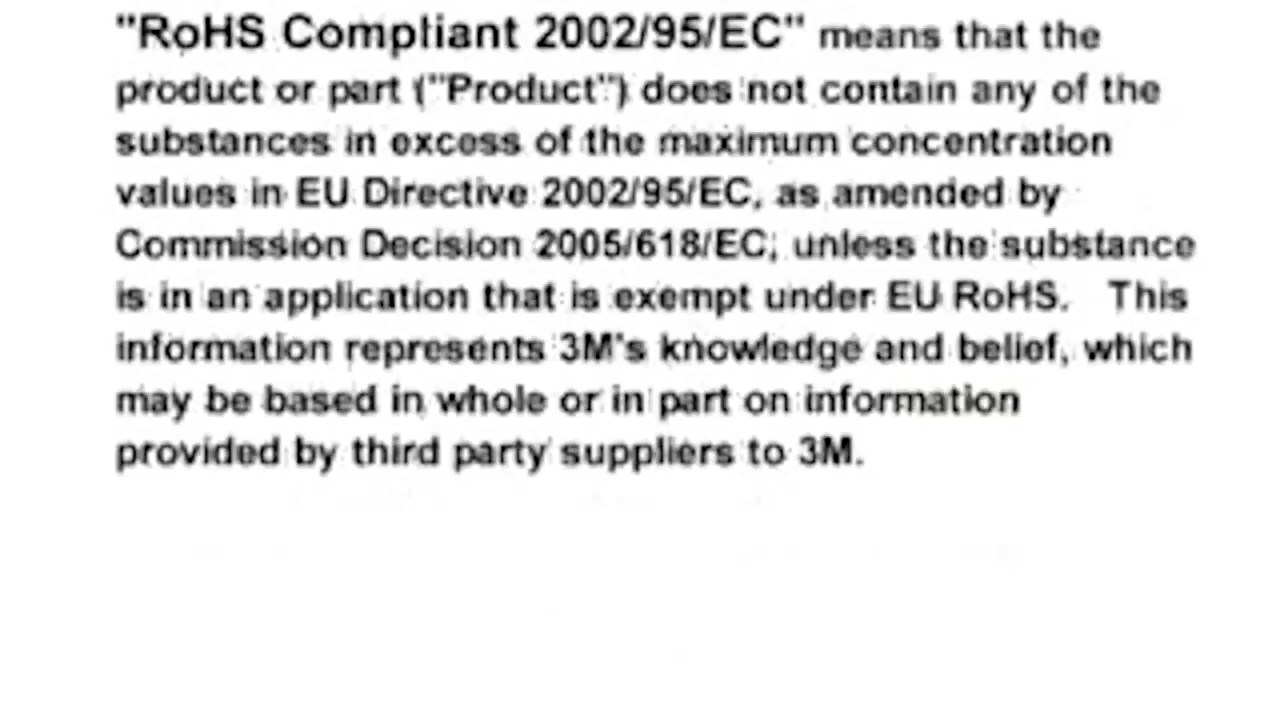 "RoHS Compliant 2002/95/EC" means that the
product or part ("Product") does not contain any of the
substances in excess of the maximum concentration
values in EU Directive 2002/95/EC, as amended by
Commission Decision 2005/618/EC, unless the substance
is in an application that is exempt under EU RoHS. This
information represents 3M's knowledge and belief, which
may be based in whole or in part on information
provided by third party suppliers to 3M.